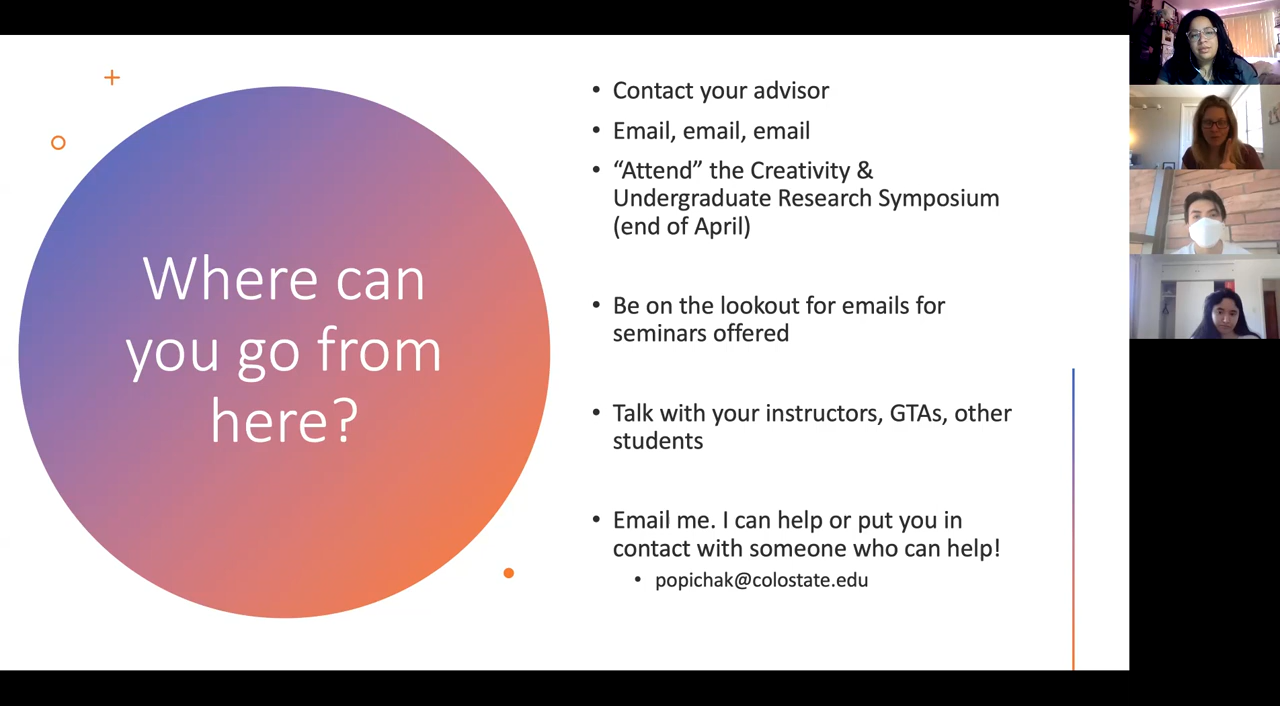 Where can
you go from
here?
• Contact your advisor
• Email, email, email
• “Attend” the Creativity &
Undergraduate Research Symposium
(end of April)
• Be on the lookout for emails for
seminars offered
• Talk with your instructors, GTAs, other
students
• Email me. I can help or put you in
contact with someone who can help!
• popichak@colostate.edu